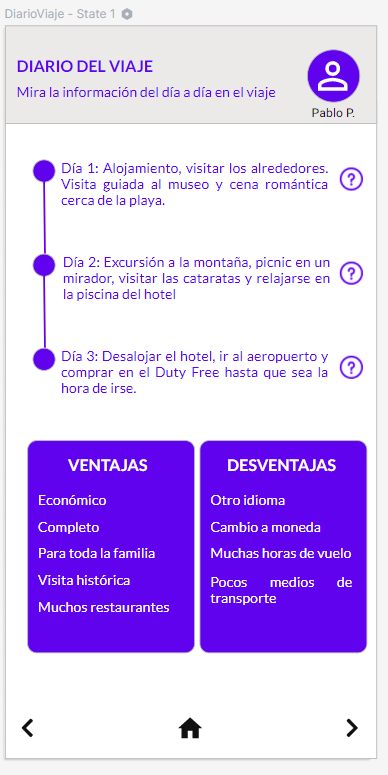 DiarioViaje - State 1
DIARIO DEL VIAJE
Mira la información del día a día en el viaje
Pablo P.
Día 1: Alojamiento, visitar los alrededores.
Visita guiada al museo y cena romántica
cerca de la playa.
?
Día 2: Excursión a la montaña, picnic en un
mirador, visitar las cataratas y relajarse en
la piscina del hotel
?
Día 3: Desalojar el hotel, ir al aeropuerto y
comprar en el Duty Free hasta que sea la
hora de irse.
?
VENTAJAS
Económico
Completo
Para toda la familia
Visita histórica
Muchos restaurantes
DESVENTAJAS
Otro idioma
Cambio a moneda
Muchas horas de vuelo
Pocos medios de
transporte